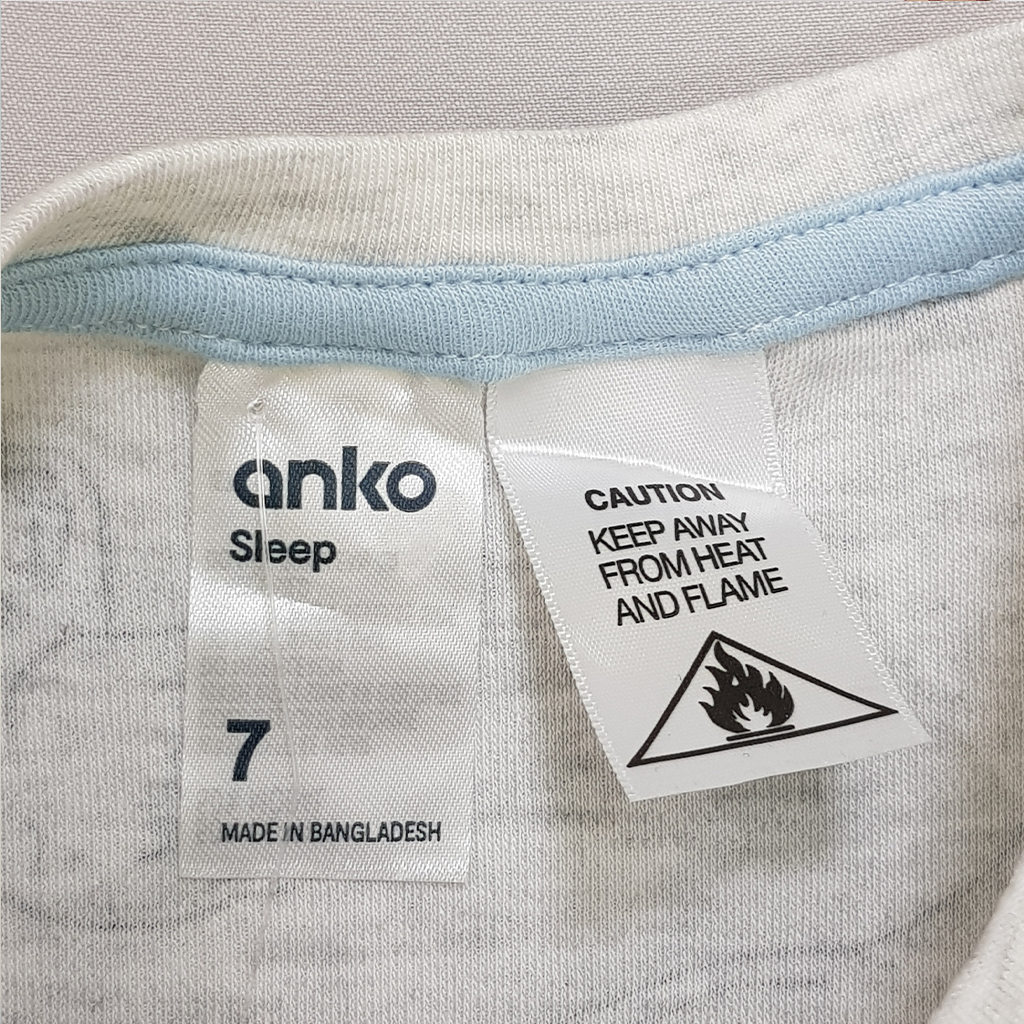 anko
Sleep
7
MADE IN BANGLADESH
CAUTION
KEEP AWAY
FROM HEAT
AND FLAME